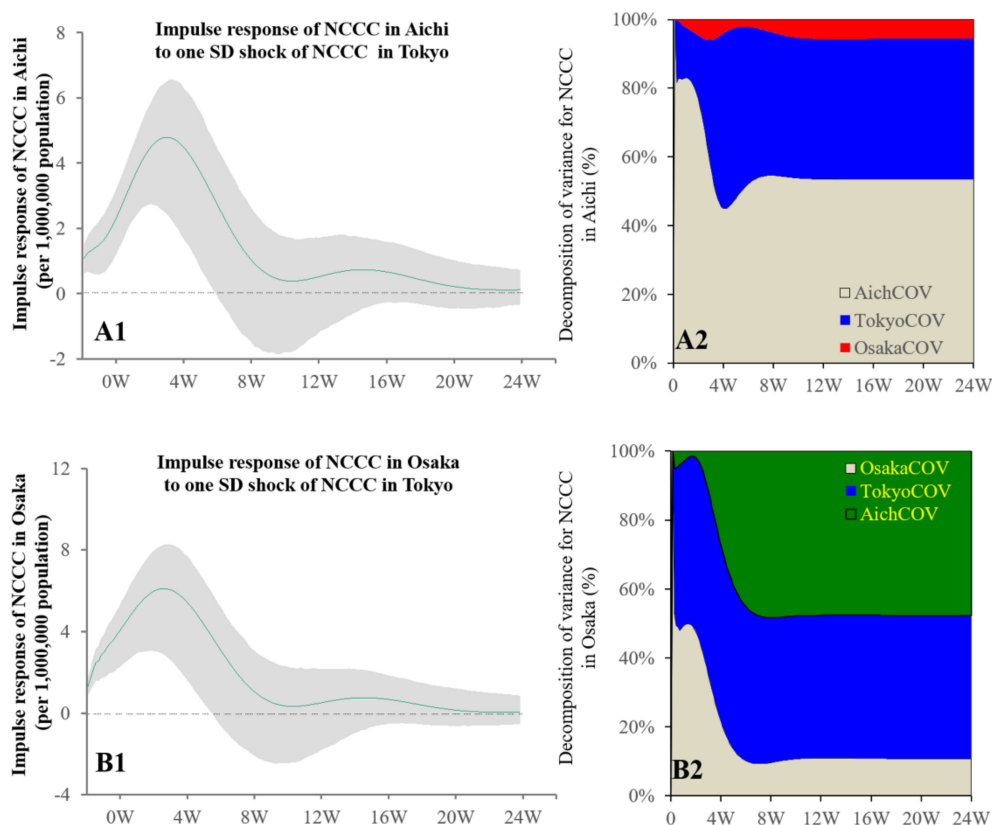 Impulse response of NCCC in Aichi
to one SD shock of NCCC in Tokyo
Impulse response of NCCC in Aichi
(per 1,000,000 population)
8
6
4
2
0
-2
A1
0W 4W 8W 12W 16W 20W 24W
Decomposition of variance for NCCC
in Aichi (%)
100%
80%
60%
40%
20%
0%
AichCOV
TokyoCOV
OsakaCOV
A2
0 4W 8W 12W 16W 20W 24W
Impulse response of NCCC in Osaka
to one SD shock of NCCC in Tokyo
Impulse response of NCCC in Osaka
(per 1,000,000 population)
12
8
4
0
-4
B1
0W 4W 8W 12W 16W 20W 24W
Decomposition of variance for NCCC
in Osaka (%)
100%
80%
60%
40%
20%
0%
OsakaCOV
TokyoCOV
AichCOV
B2
0 4W 8W 12W 16W 20W 24W